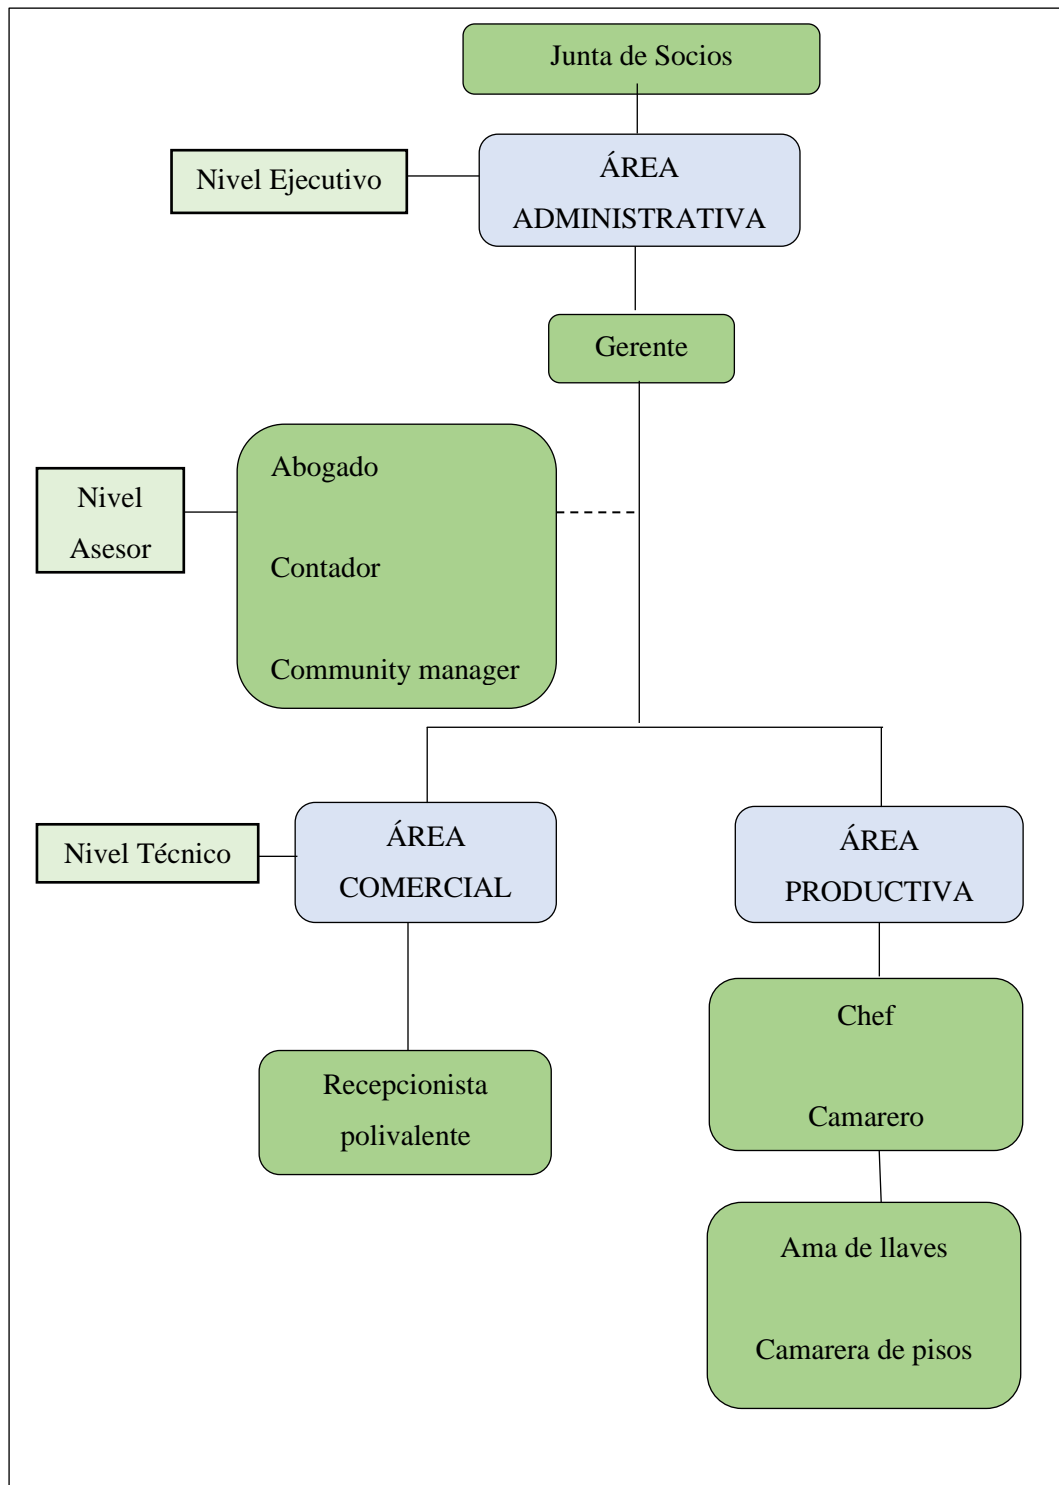 Junta de Socios
Nivel Ejecutivo
ÁREA
ADMINISTRATIVA
Gerente
Nivel
Asesor
Abogado
Contador
Community manager
Nivel Técnico
ÁREA
COMERCIAL
ÁREA
PRODUCTIVA
Recepcionista
polivalente
Chef
Camarero
Ama de llaves
Camarera de pisos